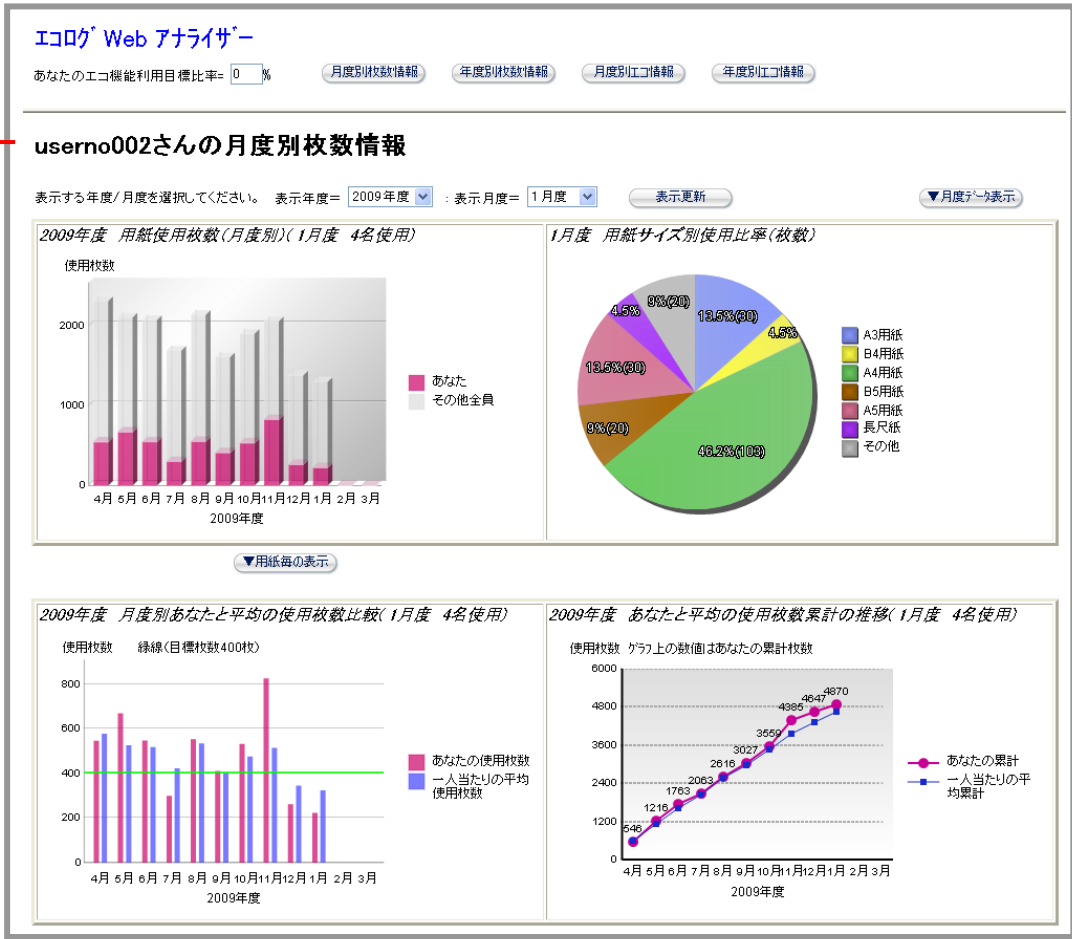 エコログ Web アナライザー
あなたのエコ機能利用目標比率= 0 %
月度別枚数情報 年度別枚数情報 月度別エコ情報 年度別エコ情報
userno002さんの月度別枚数情報
表示する年度/月度を選択してください。 表示年度= 2009年度 : 表示月度= 1月度 表示更新 ▼月度データ表示
2009年度 用紙使用枚数(月度別)(1月度 4名使用)
使用枚数
2000
1000
0
4月 5月 6月 7月 8月 9月 10月 11月 12月 1月 2月 3月
2009年度
あなた
その他全員
1月度 用紙サイズ別使用比率(枚数)
9%(20)
13.5%(30)
4.5%
4.5%
13.5%(30)
9%(20)
46.2%(103)
A3用紙
B4用紙
A4用紙
B5用紙
A5用紙
長尺紙
その他
▼用紙毎の表示
2009年度 月度別あなたと平均の使用枚数比較(1月度 4名使用)
使用枚数 緑線(目標枚数400枚)
800
600
400
200
0
4月 5月 6月 7月 8月 9月 10月 11月 12月 1月 2月 3月
2009年度
あなたの使用枚数
一人当たりの平均
使用枚数
2009年度 あなたと平均の使用枚数累計の推移(1月度 4名使用)
使用枚数 グラフ上の数値はあなたの累計枚数
6000
4800
3600
2400
1200
0
546
1216
1763
2063
2616
3027
3559
4385
4647
4870
4月 5月 6月 7月 8月 9月 10月 11月 12月 1月 2月 3月
2009年度
あなたの累計
一人当たりの平
均累計